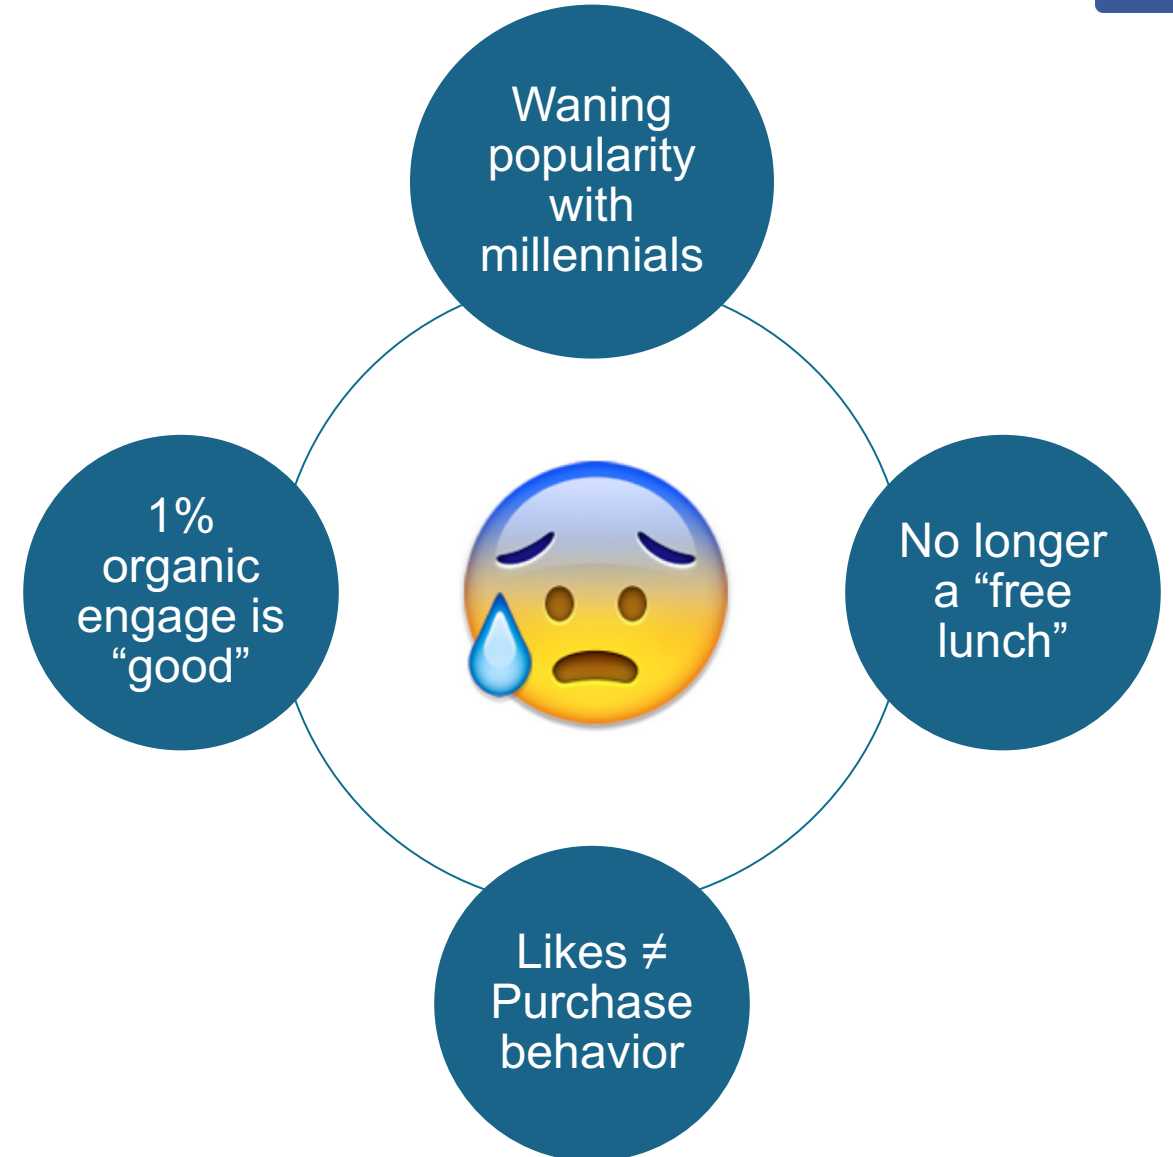 Waning
popularity
with
millennials
1%
organic
engage is
“good”
No longer
a “free
lunch”
Likes ≠
Purchase
behavior